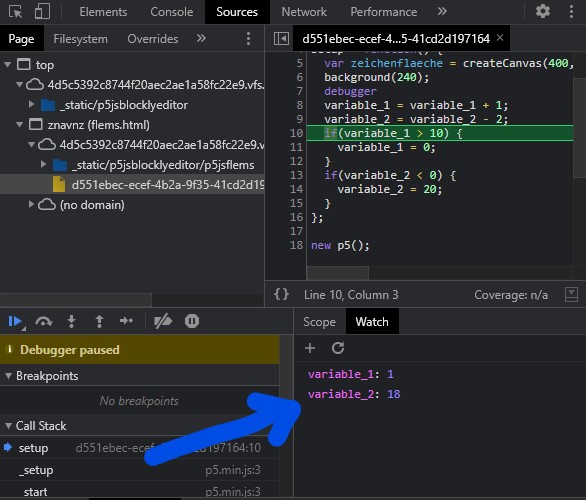 Elements Console Sources Network Performance »
Page Filesystem Overrides »
d551ebec-ecef-4...5-41cd2d197164 ×
top
4d5c5392c8744f20aec2ae1a58fc22e9.vfs.
_static/p5jsblocklyeditor
znavnz (flems.html)
4d5c5392c8744f20aec2ae1a58fc22e9.v
_static/p5jsblocklyeditor/p5jsflems
d551ebec-ecef-4b2a-9f35-41cd2d19
(no domain)
5 var zeichenflaeche = createCanvas(400,
6 background(240);
7 debugger
8 variable_1 = variable_1 + 1;
9 variable_2 = variable_2 - 2;
10 if(variable_1 > 10) {
11 variable_1 = 0;
12 }
13 if(variable_2 < 0) {
14 variable_2 = 20;
15 }
16 };
17
18 new p5();
{} Line 10, Column 3 Coverage: n/a
Debugger paused
Breakpoints
No breakpoints
Call Stack
setup d551ebec-ecef-4 d197164:10
_setup p5.min.js:3
_start p5.min.js:3
Scope Watch
variable_1: 1
variable_2: 18